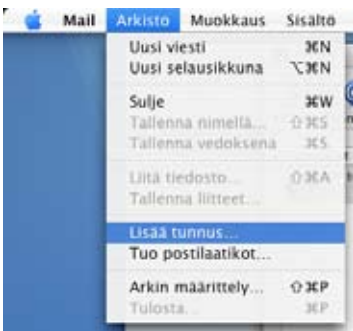 Mail Arkisto Muokkaus Sisältö
Uusi viesti ⌘N
Uusi selausikkuna ⌥⌘N
Sulje ⌘W
Tallenna nimellä... ⇧⌘S
Tallenna vedoksena ⌘S
Liitä tiedosto... ⇧⌘A
Tallenna liitteet...
Lisää tunnus...
Tuo postilaatikot...
Arkin määrittely... ⇧⌘P
Tulosta... ⌘P